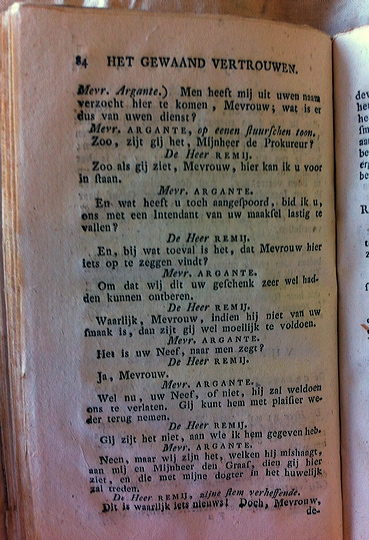 84 HET GEWAAND VERTROUWEN.
Mevr. Argante.) Men heeft mij uit uwen naam
verzocht hier te komen, Mevrouw; wat is er
dus van uwen dienst?
Mevr. ARGANTE, op eenen stuurschen toon.
Zoo, zijt gij het, Mijnheer de Prokureur?
De Heer REMIJ.
Zoo als gij ziet, Mevrouw, hier kan ik u voor
in staan.
Mevr. ARGANTE.
En wat heeft u toch aangespoord, bid ik u,
ons met een Intendant van uw maaksel lastig te
vallen?
De Heer REMIJ.
En, bij wat toeval is het, dat Mevrouw hier
iets op te zeggen vindt?
Mevr. ARGANTE.
Om dat wij dit uw geschenk zeer wel had-
den kunnen ontberen.
De Heer REMIJ.
Waarlijk, Mevrouw, indien hij niet van uw
smaak is, dan zijt gij wel moeilijk te voldoen.
Mevr. ARGANTE.
Het is uw Neef, naar men zegt?
De Heer REMIJ.
Ja, Mevrouw.
Mevr. ARGANTE.
Wel nu, uw Neef, of niet, hij zal weldoen
ons te verlaten. Gij kunt hem met plaisier we-
der terug nemen.
De Heer REMIJ.
Gij zijt het niet, aan wie ik hem gegeven heb.
Mevr. ARGANTE.
Neen, maar wij zijn het, welken hij mishaagt,
aan mij en Mijnheer den Graaf, dien gij hier
ziet, en die met mijne dogter in het huwelijk
zal treden.
De Heer REMIJ, zijne stem verheffende.
Dit is waarlijk iets nieuws! Doch, Mevrouw,
de-